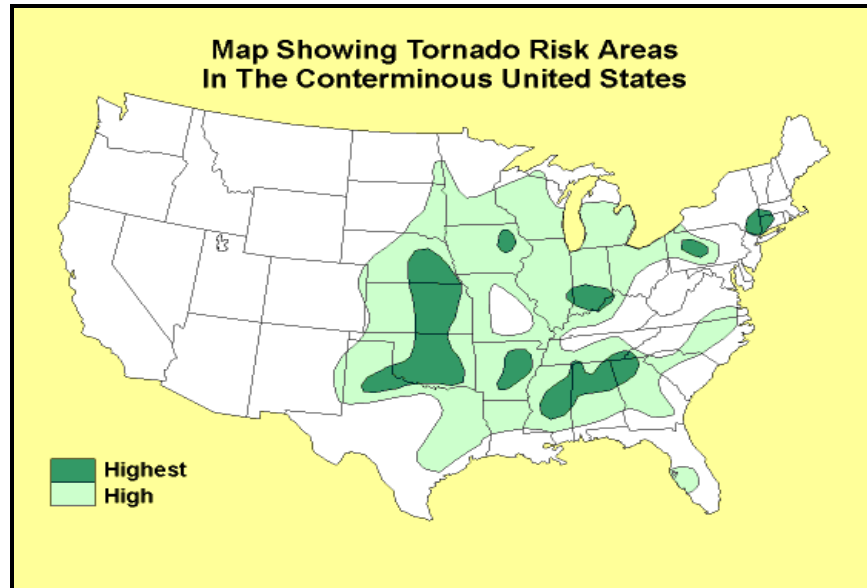 Map Showing Tornado Risk Areas
In The Conterminous United States
Highest
High